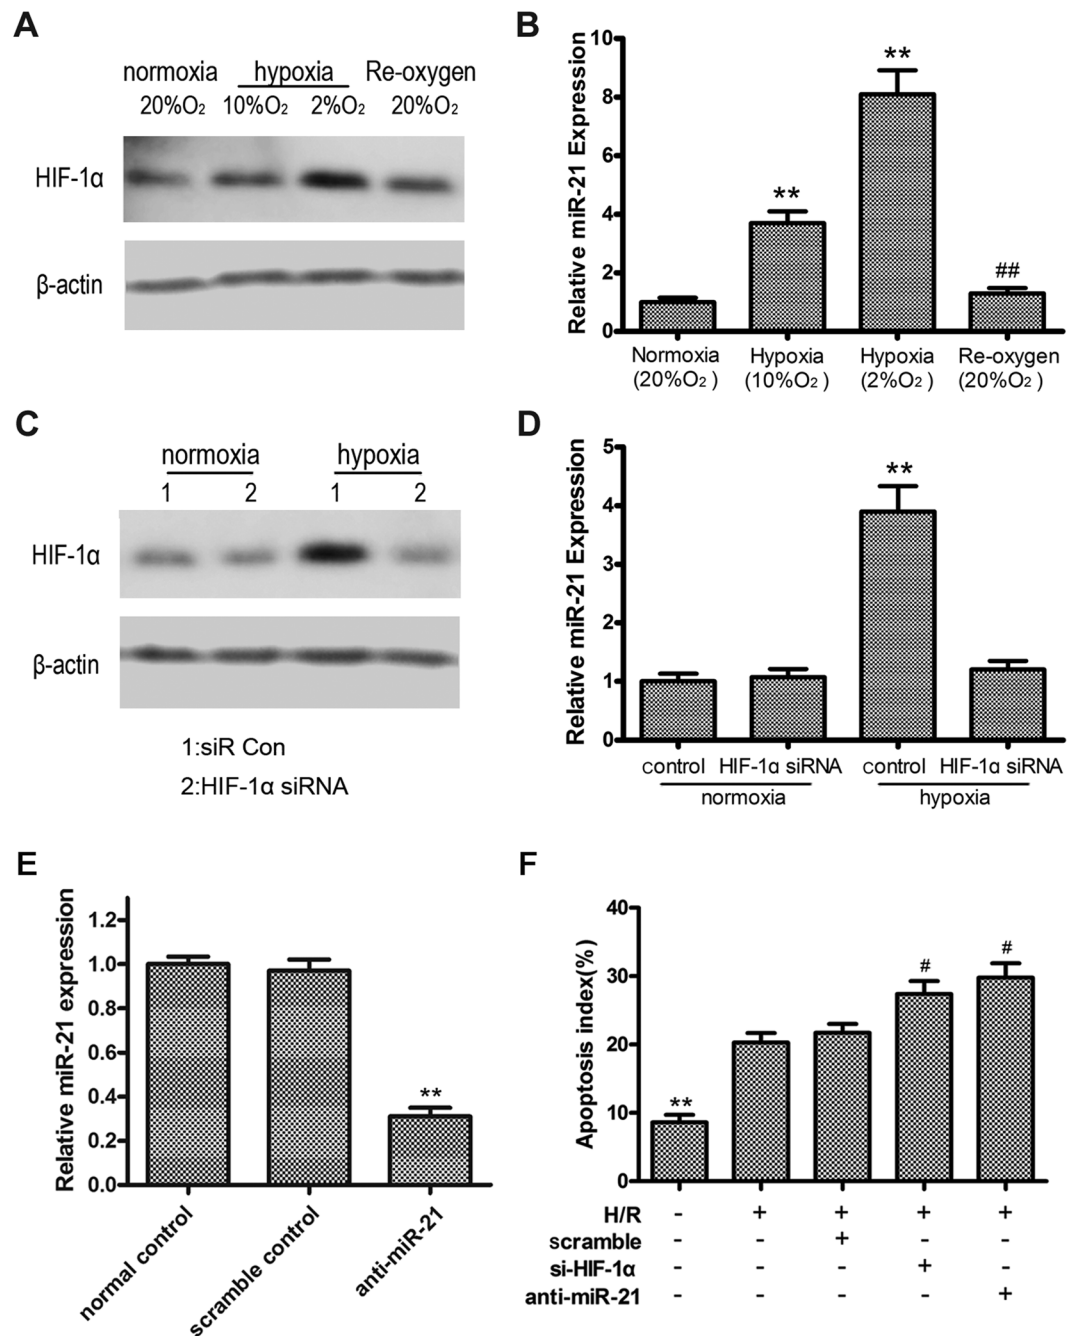 A
normoxia hypoxia Re-oxygen
20%O2 10%O2 2%O2 20%O2
HIF-1α
β-actin
B
Relative miR-21 Expression
10
8
6
4
2
0
**
**
##
Normoxia Hypoxia Hypoxia Re-oxygen
(20%O2 ) (10%O2 ) (2%O2 ) (20%O2 )
C
normoxia hypoxia
1 2 1 2
HIF-1α
β-actin
1:siR Con
2:HIF-1α siRNA
D
Relative miR-21 Expression
5
4
3
2
1
0
**
control HIF-1α siRNA control HIF-1α siRNA
normoxia hypoxia
E
Relative miR-21 expression
1.2
1.0
0.8
0.6
0.4
0.2
0.0
**
normal control
scramble control
anti-miR-21
F
Apoptosis index(%)
40
30
20
10
0
**
#
#
H/R - + + + +
scramble - - + - -
si-HIF-1α - - - + -
anti-miR-21 - - - - +